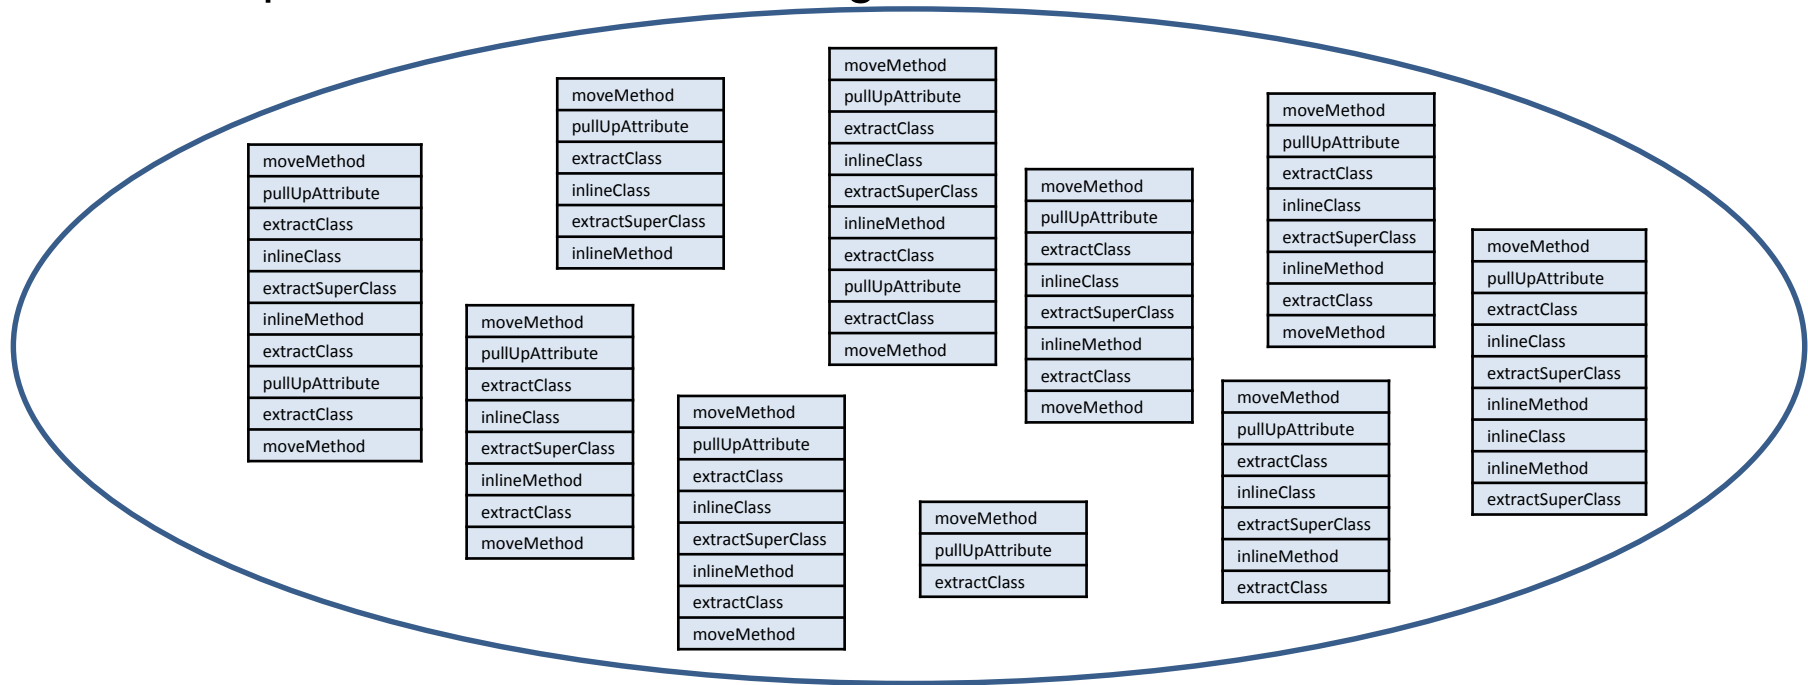 moveMethod
pullUpAttribute
extractClass
inlineClass
extractSuperClass
inlineMethod
extractClass
pullUpAttribute
extractClass
moveMethod
moveMethod
pullUpAttribute
extractClass
inlineClass
extractSuperClass
inlineMethod
moveMethod
pullUpAttribute
extractClass
inlineClass
extractSuperClass
inlineMethod
extractClass
moveMethod
moveMethod
pullUpAttribute
extractClass
inlineClass
extractSuperClass
inlineMethod
extractClass
moveMethod
moveMethod
pullUpAttribute
extractClass
inlineClass
extractSuperClass
inlineMethod
extractClass
pullUpAttribute
extractClass
moveMethod
moveMethod
pullUpAttribute
extractClass
moveMethod
pullUpAttribute
extractClass
inlineClass
extractSuperClass
inlineMethod
extractClass
moveMethod
moveMethod
pullUpAttribute
extractClass
inlineClass
extractSuperClass
inlineMethod
extractClass
moveMethod
moveMethod
pullUpAttribute
extractClass
inlineClass
extractSuperClass
inlineMethod
extractClass
moveMethod
pullUpAttribute
extractClass
inlineClass
extractSuperClass
inlineMethod
inlineClass
inlineMethod
extractSuperClass